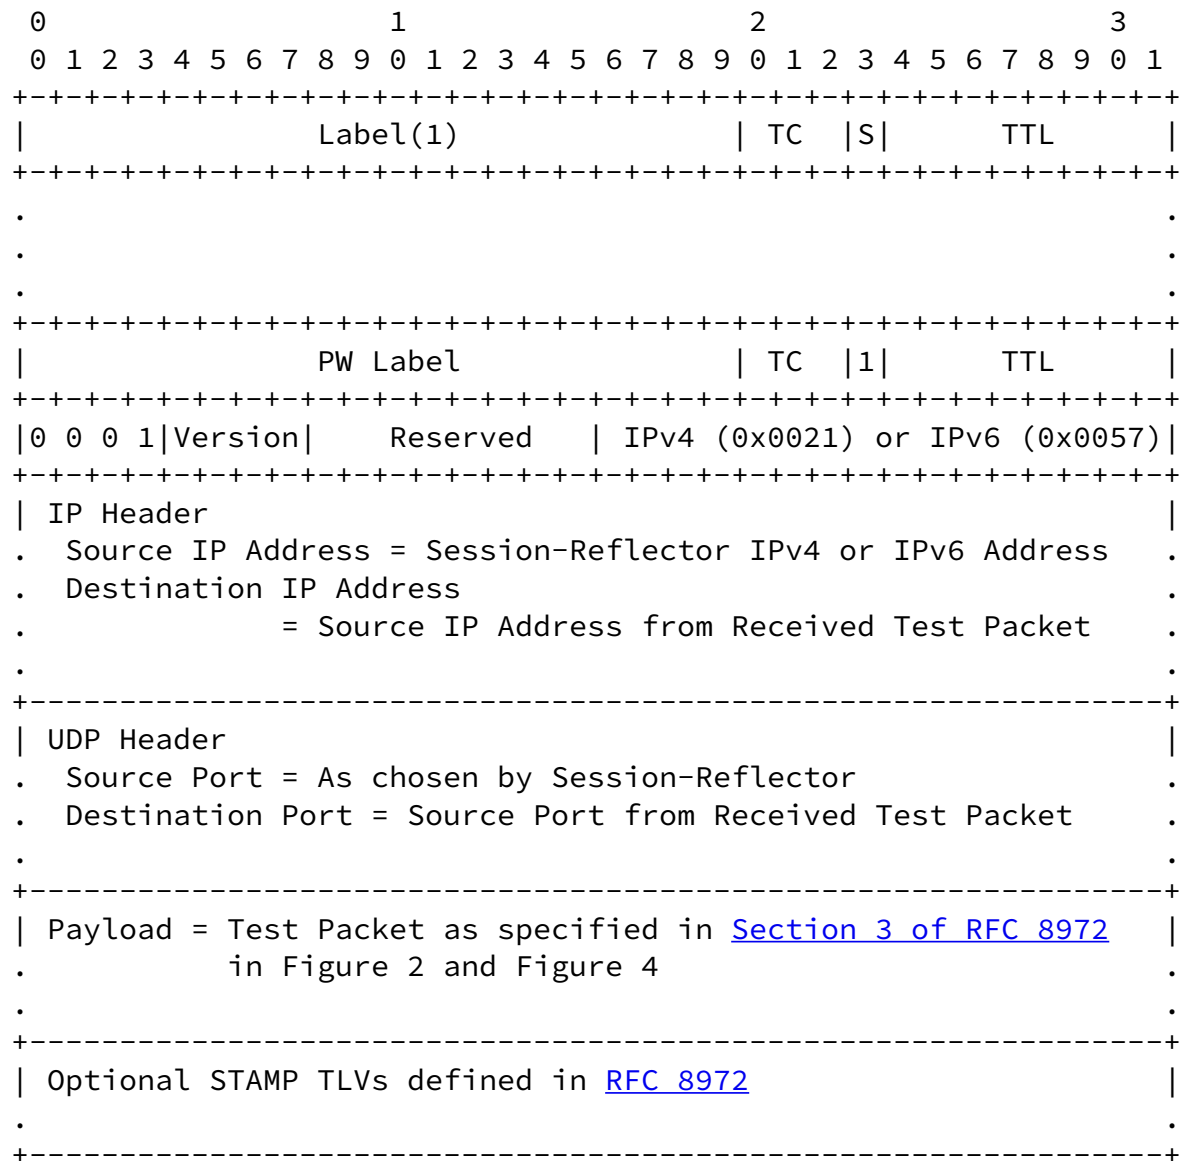 0                   1                   2                   3
 0 1 2 3 4 5 6 7 8 9 0 1 2 3 4 5 6 7 8 9 0 1 2 3 4 5 6 7 8 9 0 1
+-+-+-+-+-+-+-+-+-+-+-+-+-+-+-+-+-+-+-+-+-+-+-+-+-+-+-+-+-+-+-+-+
|                Label(1)               | TC  |S|      TTL      |
+-+-+-+-+-+-+-+-+-+-+-+-+-+-+-+-+-+-+-+-+-+-+-+-+-+-+-+-+-+-+-+-+
.                                                               .
.                                                               .
.                                                               .
+-+-+-+-+-+-+-+-+-+-+-+-+-+-+-+-+-+-+-+-+-+-+-+-+-+-+-+-+-+-+-+-+
|                PW Label               | TC  |1|      TTL      |
+-+-+-+-+-+-+-+-+-+-+-+-+-+-+-+-+-+-+-+-+-+-+-+-+-+-+-+-+-+-+-+-+
|0 0 0 1|Version|    Reserved   | IPv4 (0x0021) or IPv6 (0x0057)|
+-+-+-+-+-+-+-+-+-+-+-+-+-+-+-+-+-+-+-+-+-+-+-+-+-+-+-+-+-+-+-+-+
| IP Header                                                     |
.  Source IP Address = Session-Reflector IPv4 or IPv6 Address   .
.  Destination IP Address                                       .
.              = Source IP Address from Received Test Packet    .
.                                                               .
+---------------------------------------------------------------+
| UDP Header                                                    |
.  Source Port = As chosen by Session-Reflector                 .
.  Destination Port = Source Port from Received Test Packet     .
.                                                               .
+---------------------------------------------------------------+
| Payload = Test Packet as specified in Section 3 of RFC 8972   |
.           in Figure 2 and Figure 4                            .
.                                                               .
+---------------------------------------------------------------+
| Optional STAMP TLVs defined in RFC 8972                       |
.                                                               .
+---------------------------------------------------------------+